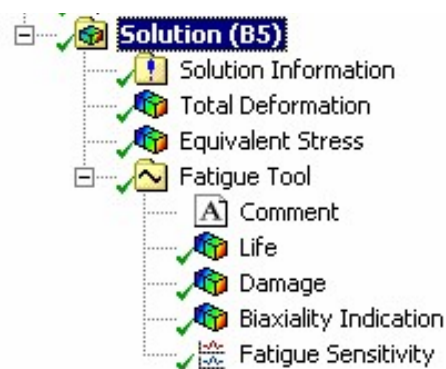 Solution (B5)
Solution Information
Total Deformation
Equivalent Stress
Fatigue Tool
A Comment
Life
Damage
Biaxiality Indication
Fatigue Sensitivity